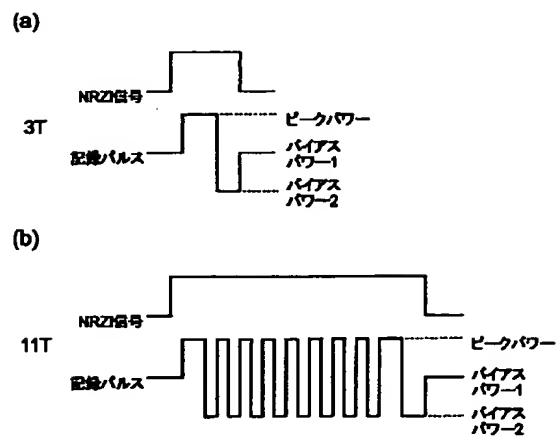 (a)
NRZI信号
3T
ピークパワー
記録パルス
バイアス
パワー1
バイアス
パワー2
(b)
NRZI信号
11T
ピークパワー
記録パルス
バイアス
パワー1
バイアス
パワー2